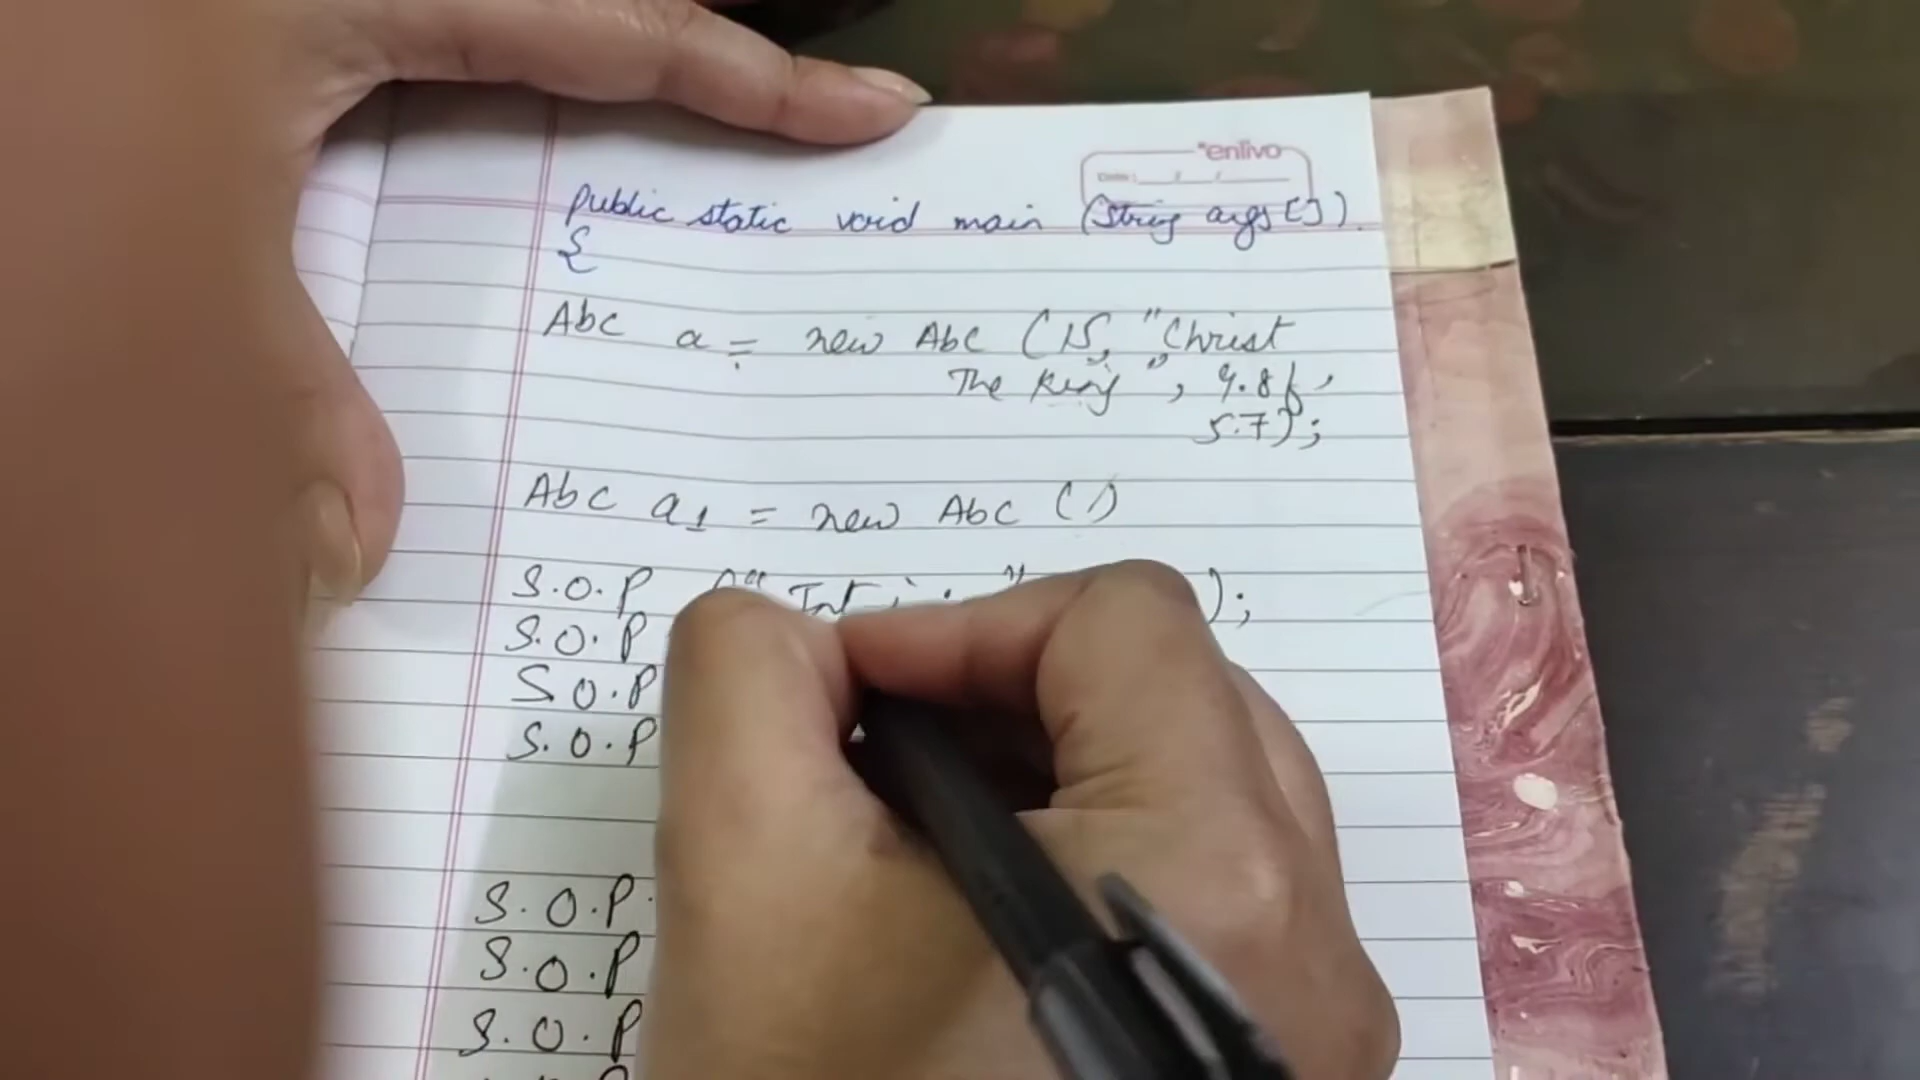 enlivo
Date:
Public static void main (String args[])
{
Abc a = new Abc (15, "Christ
The King", 9.8f,
5.7);
Abc a1 = new Abc ()
S.O.P (" Int i : " );
S.O.P
S.O.P
S.O.P
S.O.P.
S.O.P
S.O.P